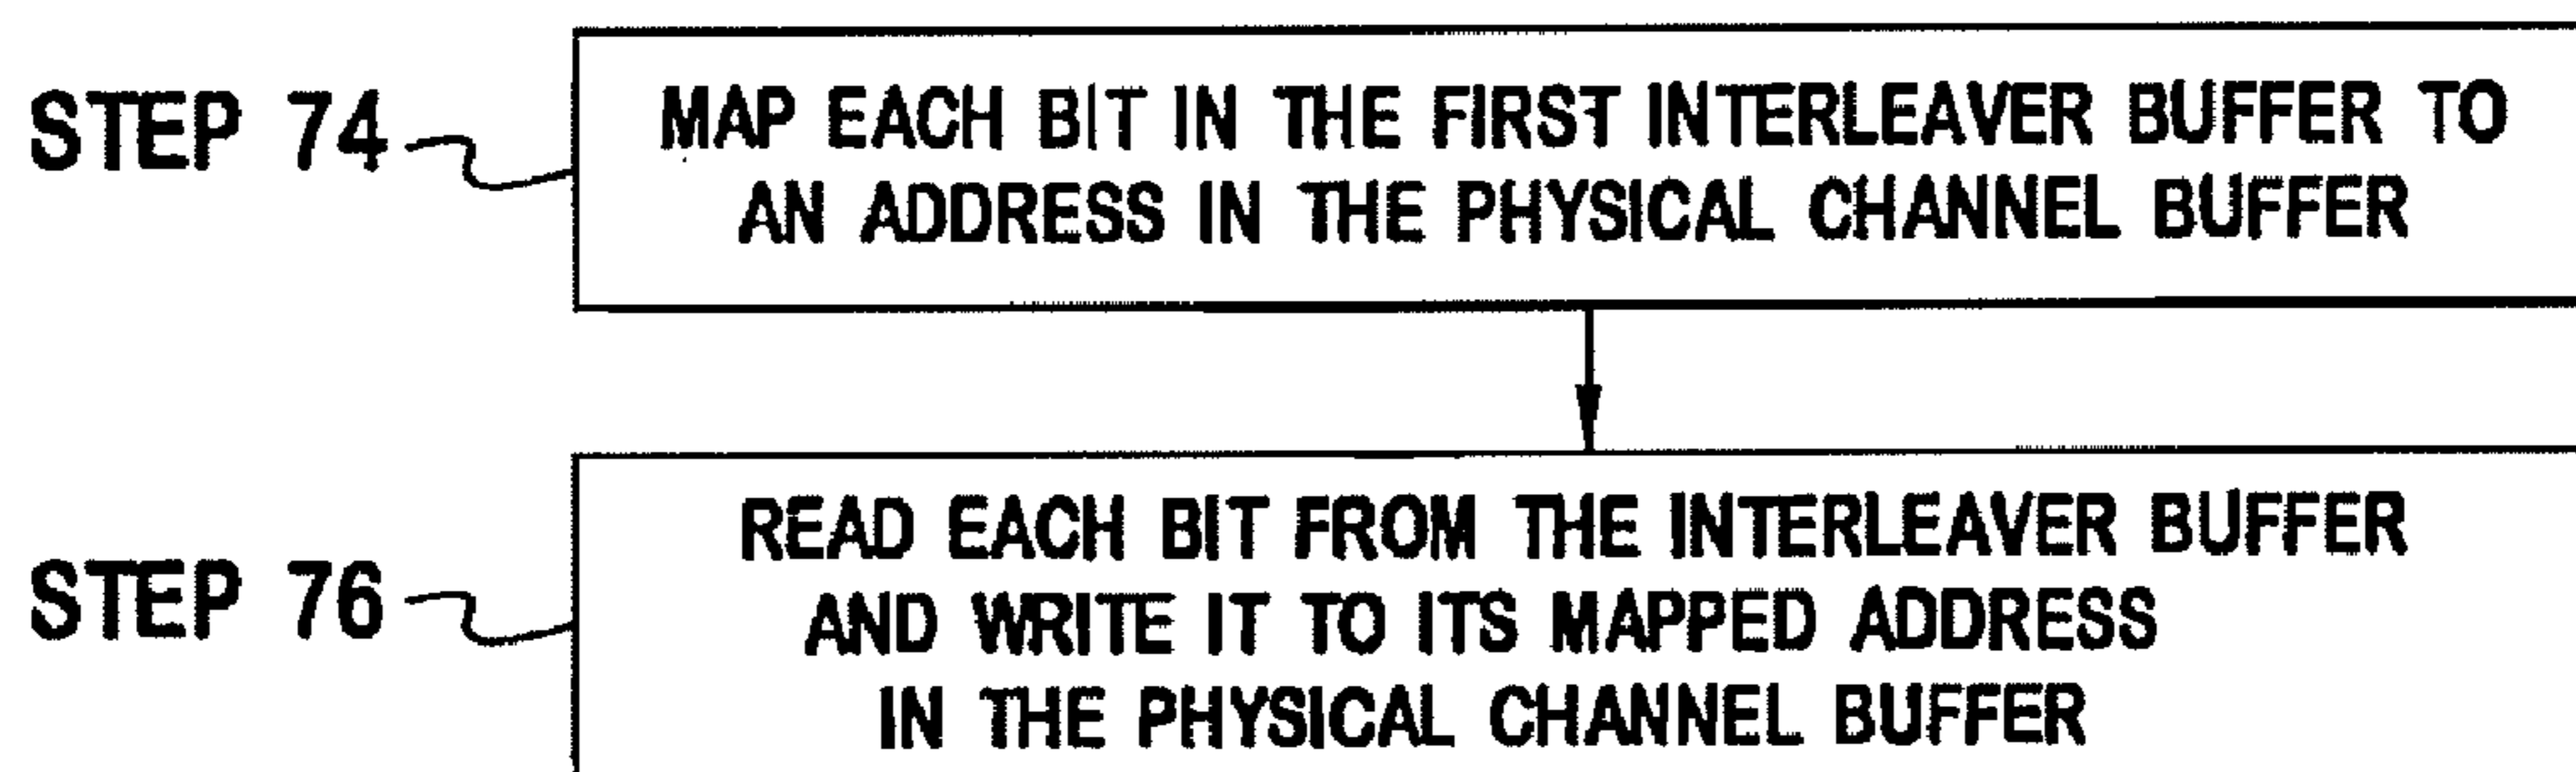 STEP 74
MAP EACH BIT IN THE FIRST INTERLEAVER BUFFER TO
AN ADDRESS IN THE PHYSICAL CHANNEL BUFFER
STEP 76
READ EACH BIT FROM THE INTERLEAVER BUFFER
AND WRITE IT TO ITS MAPPED ADDRESS
IN THE PHYSICAL CHANNEL BUFFER